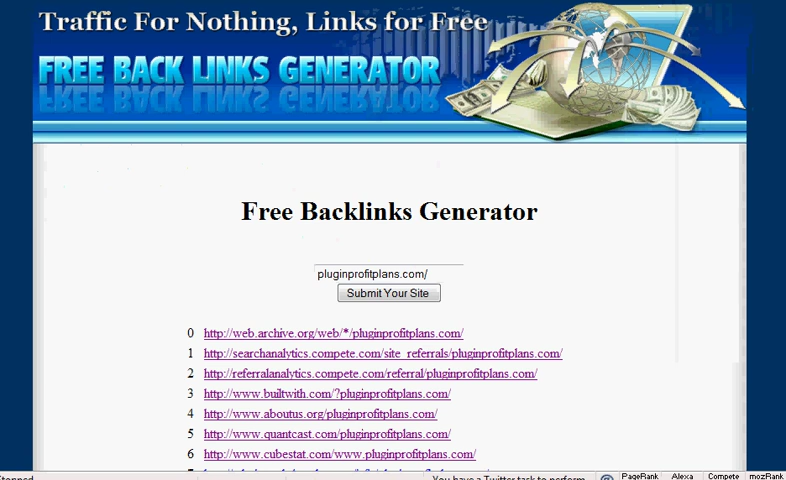 Traffic For Nothing, Links for Free
FREE BACK LINKS GENERATOR
Free Backlinks Generator
pluginprofitplans.com/
Submit Your Site
0 http://web.archive.org/web/*/pluginprofitplans.com/
1 http://searchanalytics.compete.com/site_referrals/pluginprofitplans.com/
2 http://referralanalytics.compete.com/referral/pluginprofitplans.com/
3 http://www.builtwith.com/?pluginprofitplans.com/
4 http://www.aboutus.org/pluginprofitplans.com/
5 http://www.quantcast.com/pluginprofitplans.com/
6 http://www.cubestat.com/www.pluginprofitplans.com/
You have a Twitter task to perform PageRank Alexa Compete mozRank